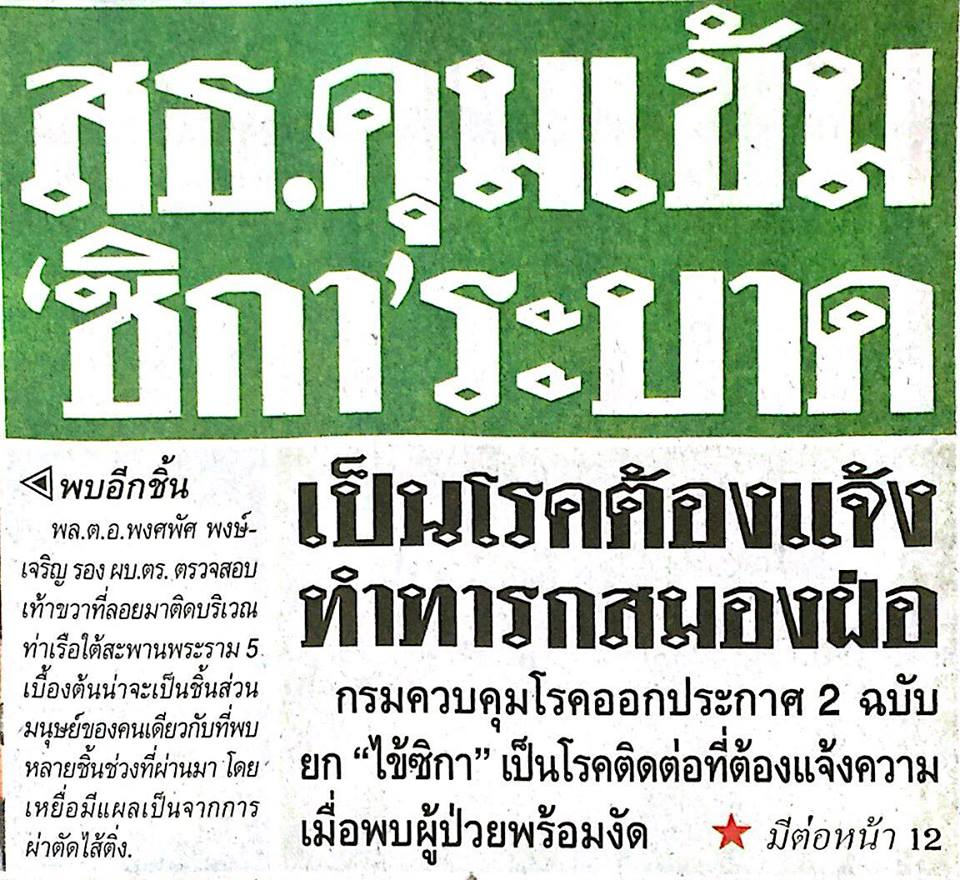 สธ.คุมเข้ม
‘ซิกา’ระบาด
พบอีกชิ้น
พล.ต.อ.พงศพัศ พงษ์-
เจริญ รอง ผบ.ตร. ตรวจสอบ
เท้าขวาที่ลอยมาติดบริเวณ
ท่าเรือใต้สะพานพระราม 5
เบื้องต้นน่าจะเป็นชิ้นส่วน
มนุษย์ของคนเดียวกับที่พบ
หลายชิ้นช่วงที่ผ่านมา โดย
เหยื่อมีแผลเป็นจากการ
ผ่าตัดไส้ติ่ง.
เป็นโรคต้องแจ้ง
ทำทารกสมองฝ่อ
กรมควบคุมโรคออกประกาศ 2 ฉบับ
ยก “ไข้ซิกา” เป็นโรคติดต่อที่ต้องแจ้งความ
เมื่อพบผู้ป่วยพร้อมงัด ★ มีต่อหน้า 12